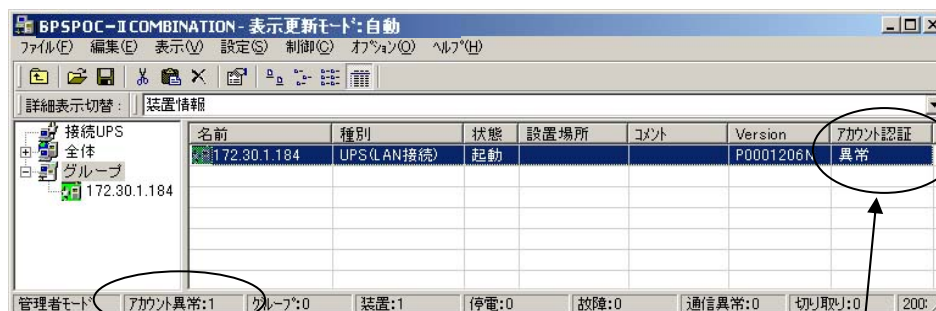 BPSPOC-ⅡCOMBINATION - 表示更新ﾓｰﾄﾞ:自動
ﾌｧｲﾙ(F) 編集(E) 表示(V) 設定(S) 制御(C) ｵﾌﾟｼｮﾝ(O) ﾍﾙﾌﾟ(H)
詳細表示切替: 装置情報
接続UPS
全体
グループ
172.30.1.184
名前 種別 状態 設置場所 ｺﾒﾝﾄ Version ｱｶｳﾝﾄ認証
172.30.1.184 UPS(LAN接続) 起動 P0001206N 異常
管理者ﾓｰﾄﾞ ｱｶｳﾝﾄ異常:1 ｸﾞﾙｰﾌﾟ:0 装置:1 停電:0 故障:0 通信異常:0 切り取り:0 200